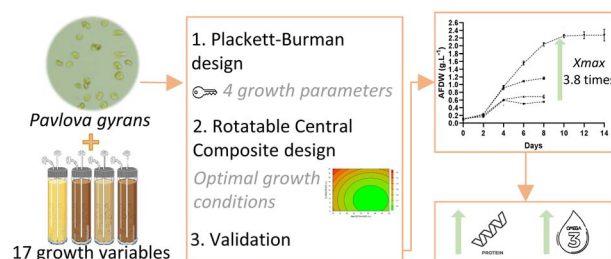 Pavlova gyrans
17 growth variables
1. Plackett-Burman
design
4 growth parameters
2. Rotatable Central
Composite design
Optimal growth
conditions
3. Validation
AFDW (g.L-1)
2.4
2.2
2.0
1.8
1.6
1.4
1.2
1.0
0.8
0.6
0.4
0.2
0.0
0 2 4 6 8 10 12 14
Days
Xmax
3.8 times
PROTEIN
OMEGA
3